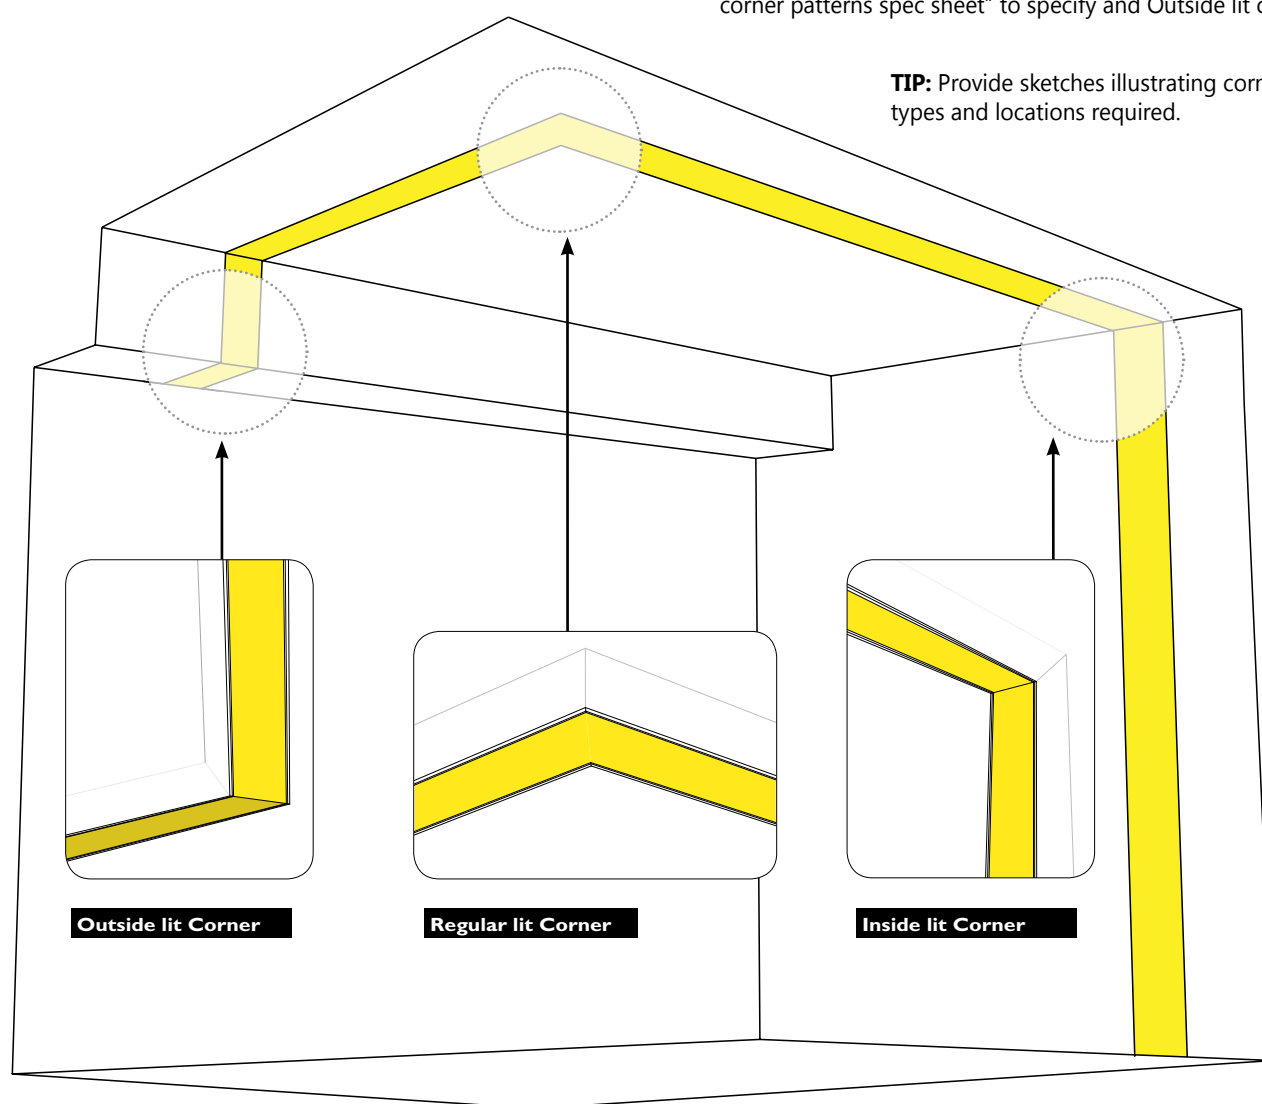 corner patterns spec sheet" to specify and Outside lit
TIP: Provide sketches illustrating
types and locations required.
Outside lit Corner
Regular lit Corner
Inside lit Corner